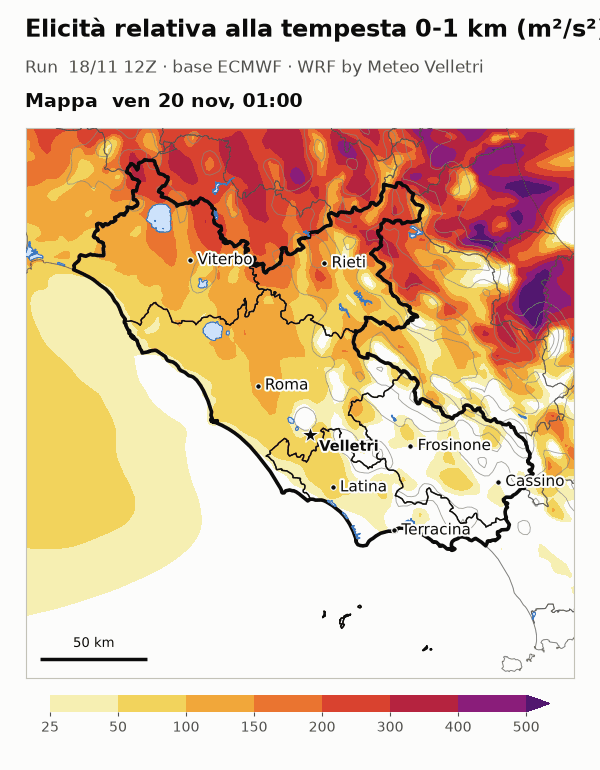 Elicità relativa alla tempesta 0-1 km (m²/s²)
Run  18/11 12Z · base ECMWF · WRF by Meteo Velletri
Mappa  ven 20 nov, 01:00
Viterbo
Rieti
Roma
Velletri
Frosinone
Cassino
Latina
Terracina
50 km
25 50 100 150 200 300 400 500